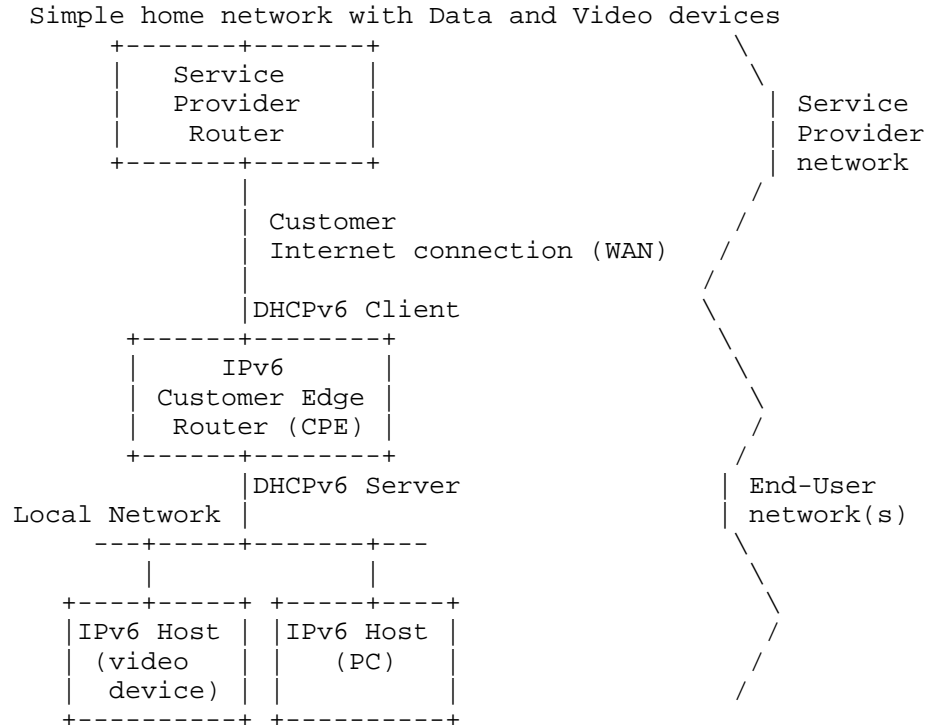 Simple home network with Data and Video devices
Service
Provider
Router
Service
Provider
network
Customer
Internet connection (WAN)
DHCPv6 Client
IPv6
Customer Edge
Router (CPE)
DHCPv6 Server
End-User
network(s)
Local Network
IPv6 Host
(video
device)
IPv6 Host
(PC)